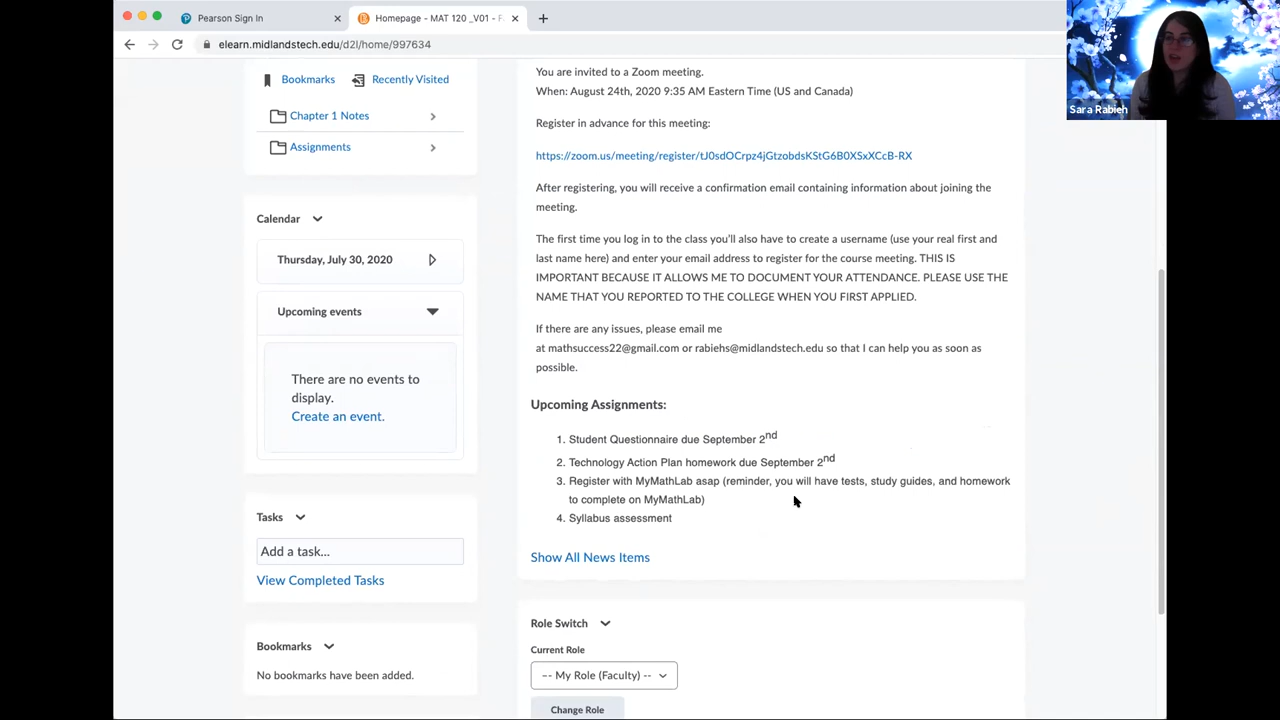 Pearson Sign In
Homepage - MAT 120 _V01 - F
elearn.midlandstech.edu/d2l/home/997634
Sara Rabieh
Bookmarks
Recently Visited
Chapter 1 Notes
Assignments
Calendar
Thursday, July 30, 2020
Upcoming events
There are no events to
display.
Create an event.
Tasks
Add a task...
View Completed Tasks
Bookmarks
No bookmarks have been added.
You are invited to a Zoom meeting.
When: August 24th, 2020 9:35 AM Eastern Time (US and Canada)
Register in advance for this meeting:
https://zoom.us/meeting/register/tJ0sdOCrpz4jGtzobdsKStG6B0XSxXCcB-RX
After registering, you will receive a confirmation email containing information about joining the
meeting.
The first time you log in to the class you'll also have to create a username (use your real first and
last name here) and enter your email address to register for the course meeting. THIS IS
IMPORTANT BECAUSE IT ALLOWS ME TO DOCUMENT YOUR ATTENDANCE. PLEASE USE THE
NAME THAT YOU REPORTED TO THE COLLEGE WHEN YOU FIRST APPLIED.
If there are any issues, please email me
at mathsuccess22@gmail.com or rabiehs@midlandstech.edu so that I can help you as soon as
possible.
Upcoming Assignments:
1. Student Questionnaire due September 2nd
2. Technology Action Plan homework due September 2nd
3. Register with MyMathLab asap (reminder, you will have tests, study guides, and homework
to complete on MyMathLab)
4. Syllabus assessment
Show All News Items
Role Switch
Current Role
-- My Role (Faculty) --
Change Role